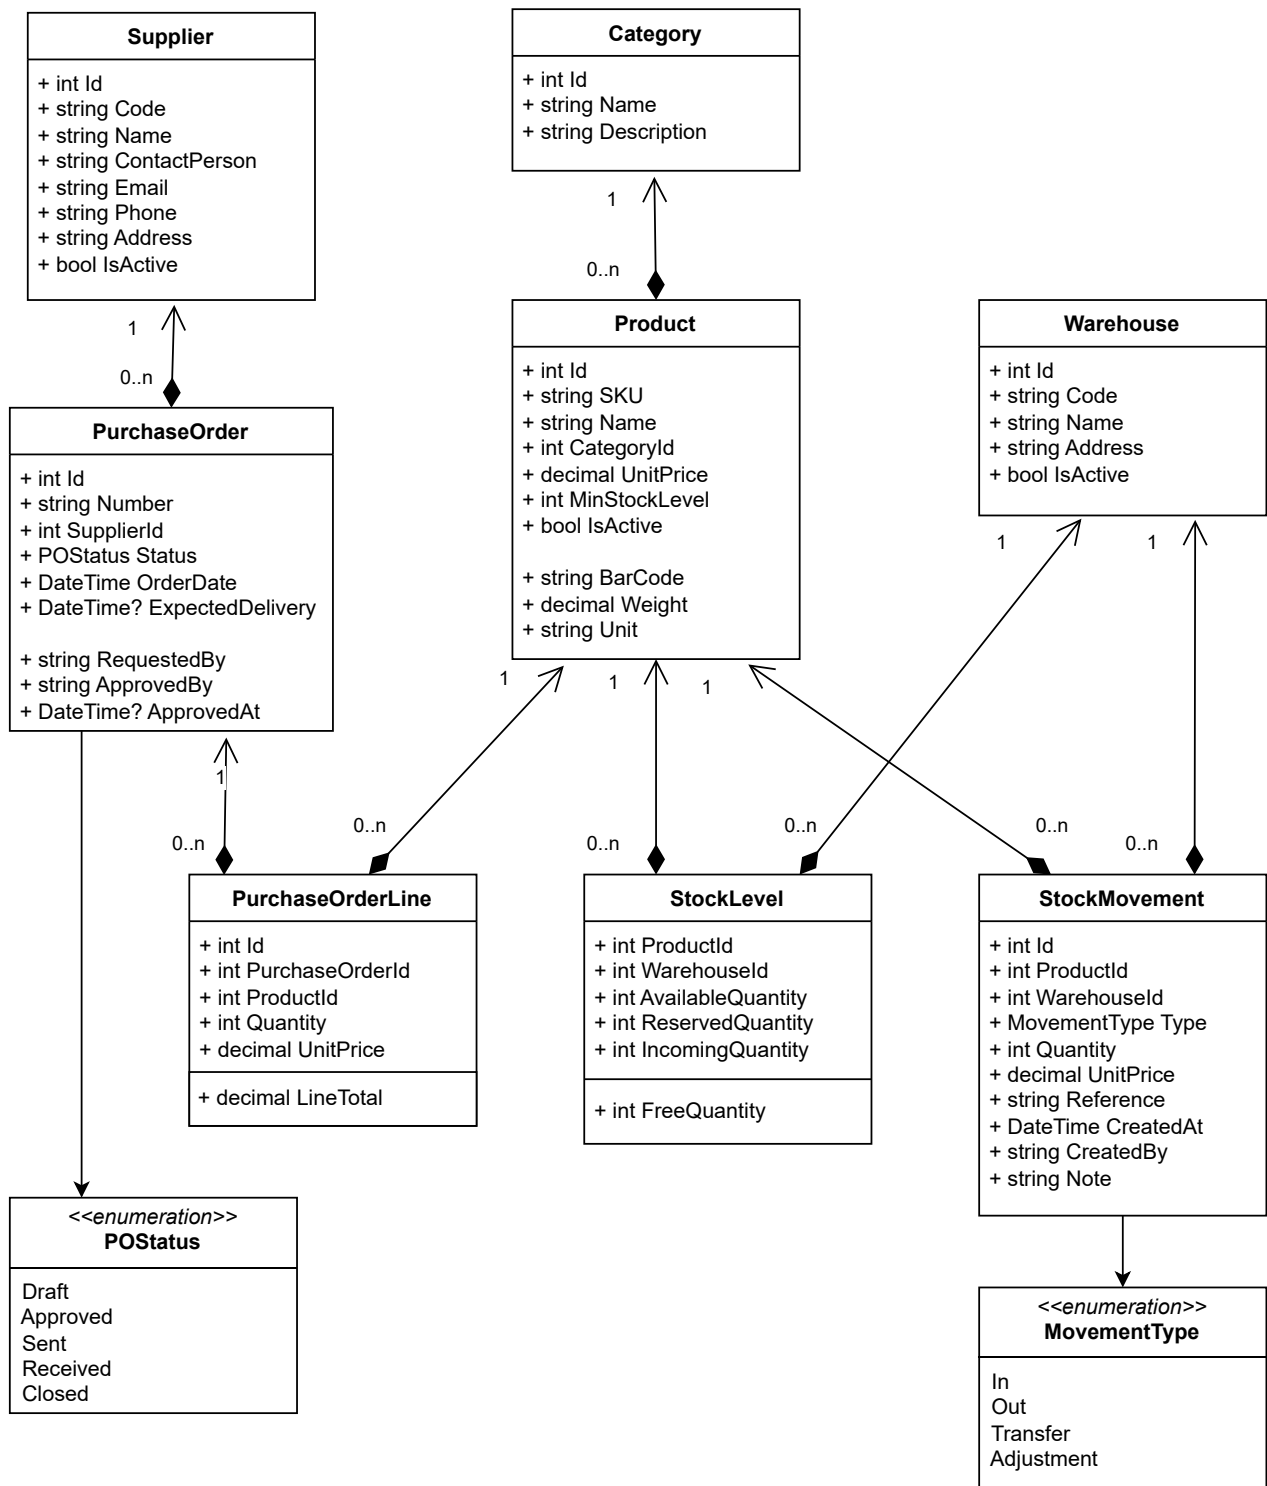 Supplier
+ int Id
+ string Code
+ string Name
+ string ContactPerson
+ string Email
+ string Phone
+ string Address
+ bool IsActive
Category
+ int Id
+ string Name
+ string Description
1
0..n
1
0..n
Product
+ int Id
+ string SKU
+ string Name
+ int CategoryId
+ decimal UnitPrice
+ int MinStockLevel
+ bool IsActive
+ string BarCode
+ decimal Weight
+ string Unit
Warehouse
+ int Id
+ string Code
+ string Name
+ string Address
+ bool IsActive
PurchaseOrder
+ int Id
+ string Number
+ int SupplierId
+ POStatus Status
+ DateTime OrderDate
+ DateTime? ExpectedDelivery
+ string RequestedBy
+ string ApprovedBy
+ DateTime? ApprovedAt
1
1
1
1
1
1
0..n
0..n
0..n
0..n
0..n
0..n
PurchaseOrderLine
+ int Id
+ int PurchaseOrderId
+ int ProductId
+ int Quantity
+ decimal UnitPrice
+ decimal LineTotal
StockLevel
+ int ProductId
+ int WarehouseId
+ int AvailableQuantity
+ int ReservedQuantity
+ int IncomingQuantity
+ int FreeQuantity
StockMovement
+ int Id
+ int ProductId
+ int WarehouseId
+ MovementType Type
+ int Quantity
+ decimal UnitPrice
+ string Reference
+ DateTime CreatedAt
+ string CreatedBy
+ string Note
<<enumeration>>
POStatus
Draft
Approved
Sent
Received
Closed
<<enumeration>>
MovementType
In
Out
Transfer
Adjustment